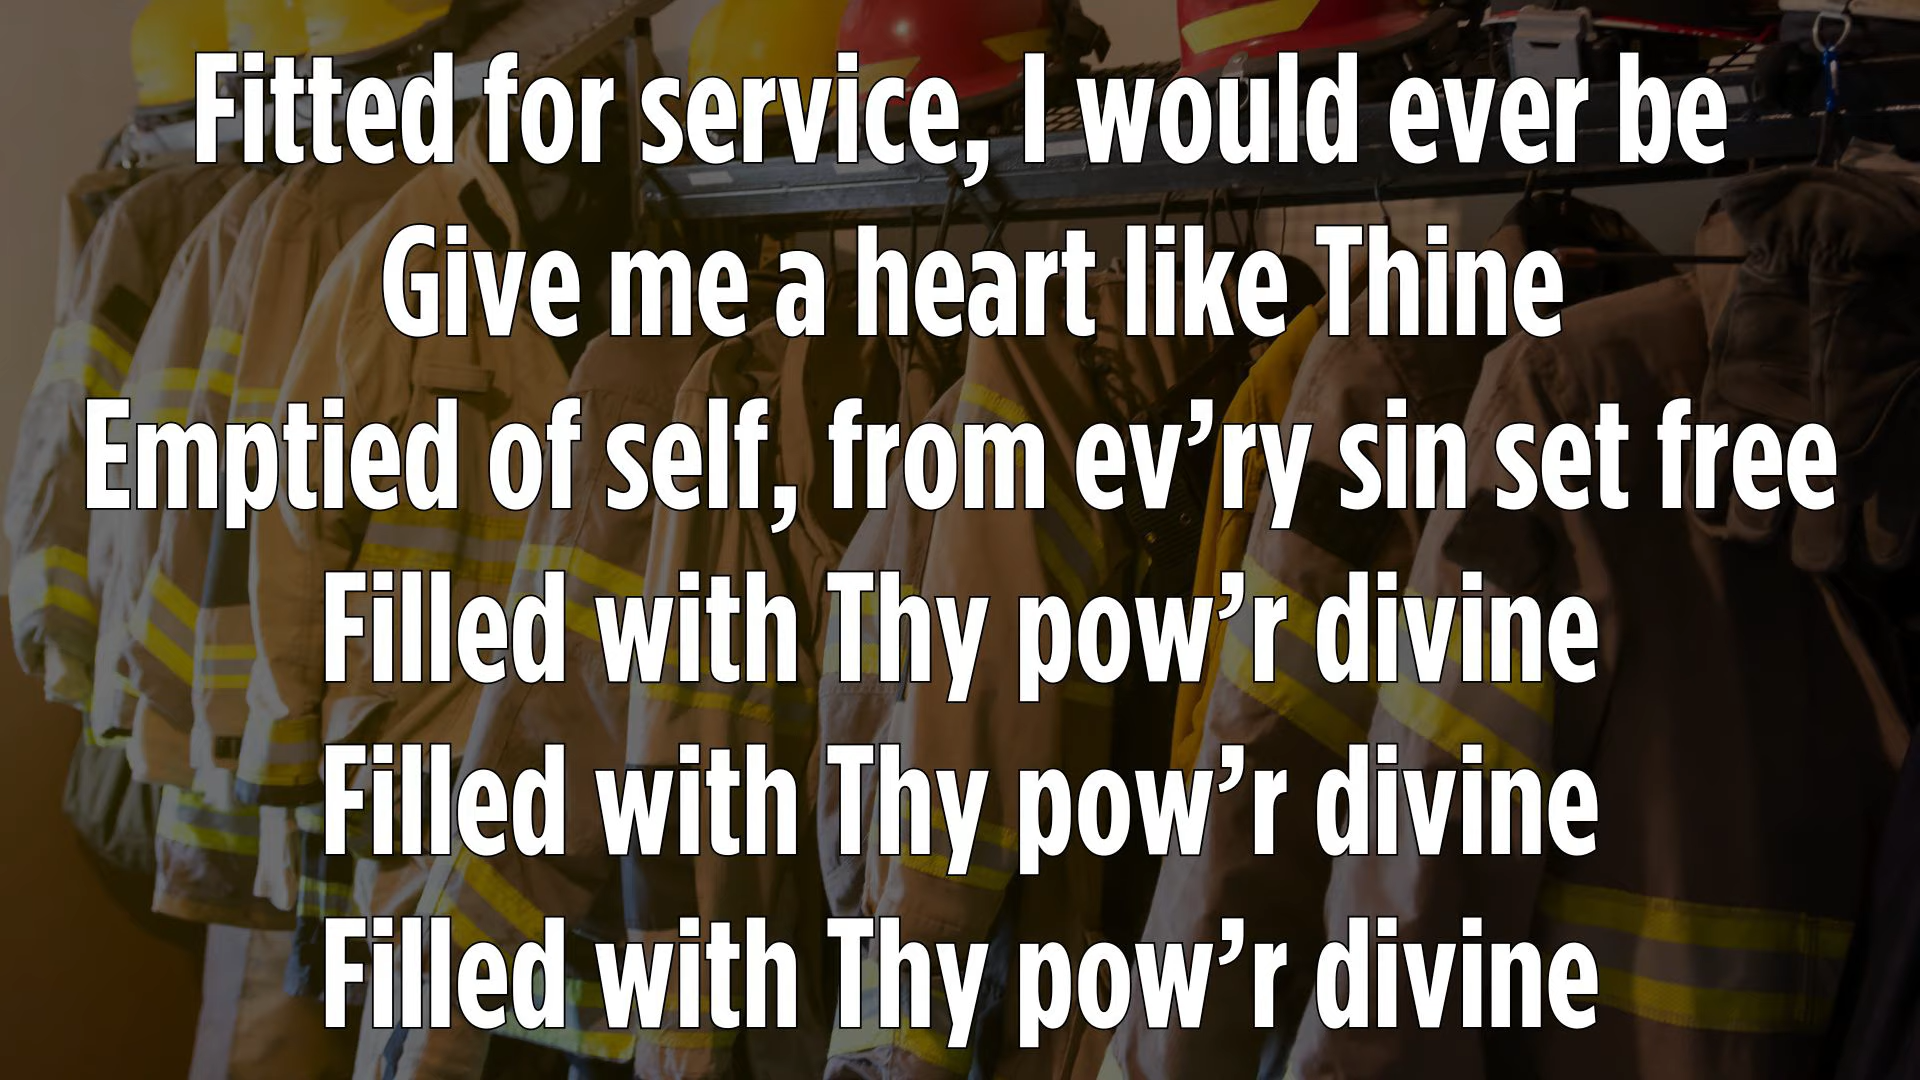 Fitted for service, I would ever be
Give me a heart like Thine
Emptied of self, from ev’ry sin set free
Filled with Thy pow’r divine
Filled with Thy pow’r divine
Filled with Thy pow’r divine